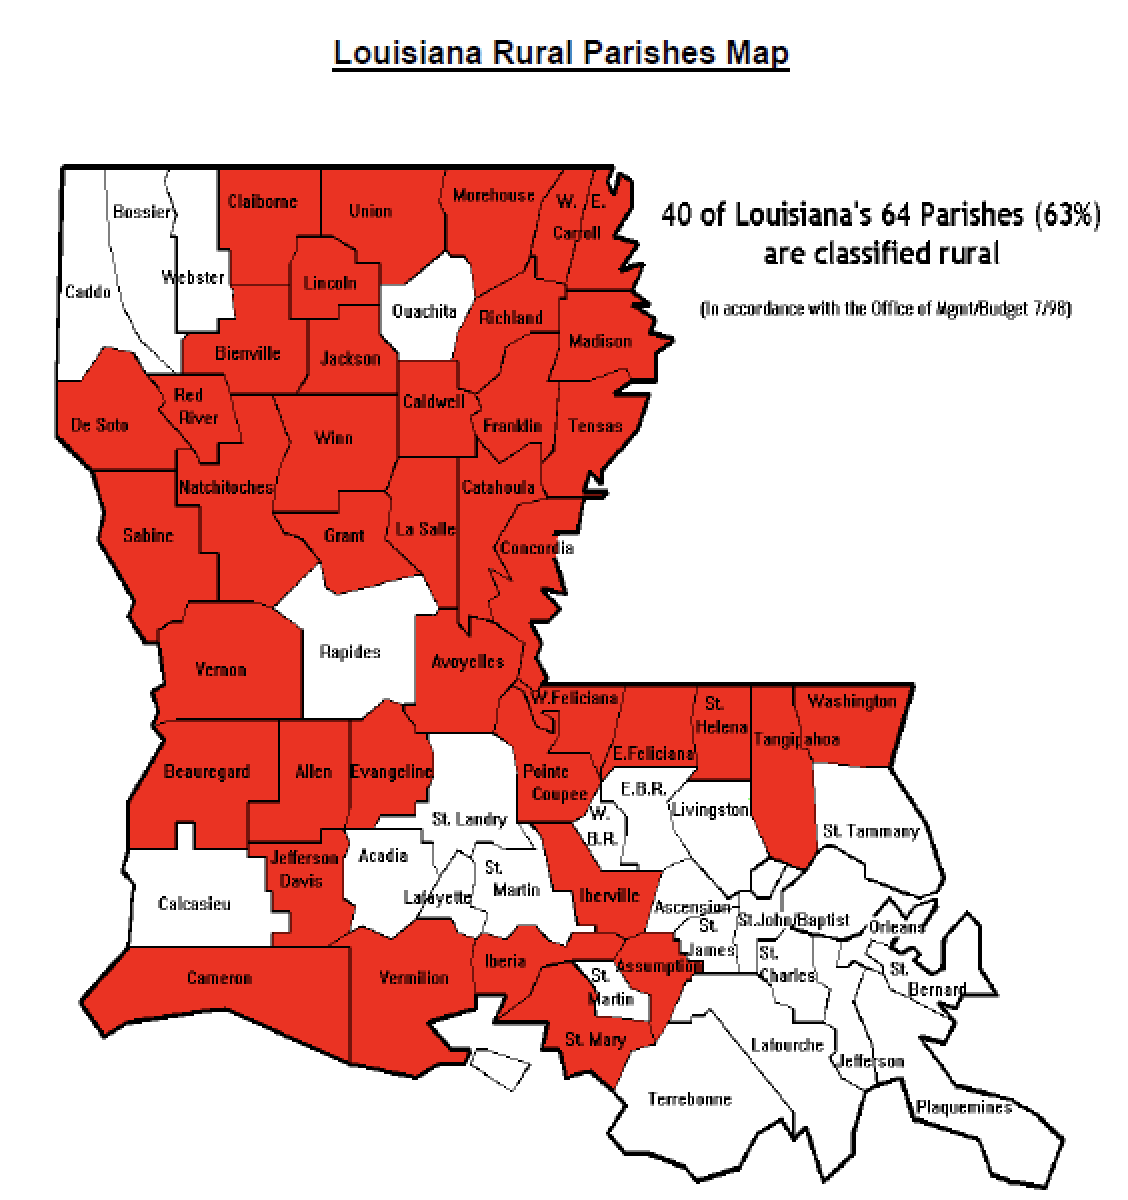 Louisiana Rural Parishes Map
40 of Louisiana's 64 Parishes (63%)
are classified rural
(In accordance with the Office of Mgmt/Budget 7/98)
Caddo
Bossier
Webster
Claiborne
Union
Morehouse
W.
E.
Carroll
Lincoln
Ouachita
Richland
Madison
Bienville
Jackson
Caldwell
Franklin
Tensas
De Soto
Red
River
Winn
Natchitoches
Catahoula
Sabine
Grant
La Salle
Concordia
Rapides
Vernon
Avoyelles
W.Feliciana
E.Feliciana
St.
Helena
Tangipahoa
Washington
Beauregard
Allen
Evangeline
Pointe
Coupee
St. Landry
E.B.R.
W.
B.R.
Livingston
St. Tammany
Jefferson
Davis
Acadia
Lafayette
St.
Martin
Iberville
Calcasieu
Ascension
St.
James
St.John/Baptist
Orleans
Cameron
Vermilion
Iberia
St.
Martin
Assumption
St.
Charles
St.
Bernard
St. Mary
Lafourche
Jefferson
Terrebonne
Plaquemines